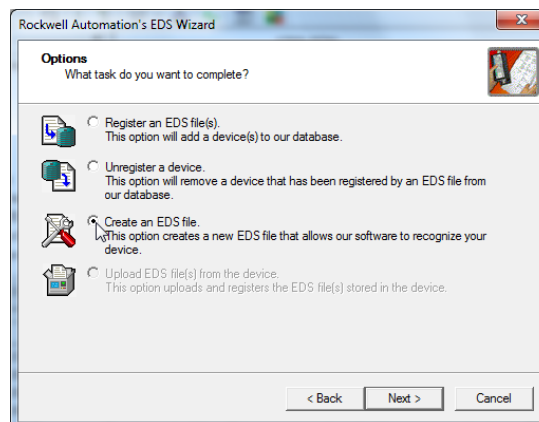 Rockwell Automation's EDS Wizard
Options
What task do you want to complete?
Register an EDS file(s).
This option will add a device(s) to our database.
Unregister a device.
This option will remove a device that has been registered by an EDS file from
our database.
Create an EDS file.
This option creates a new EDS file that allows our software to recognize your
device.
Upload EDS file(s) from the device.
This option uploads and registers the EDS file(s) stored in the device.
< Back
Next >
Cancel